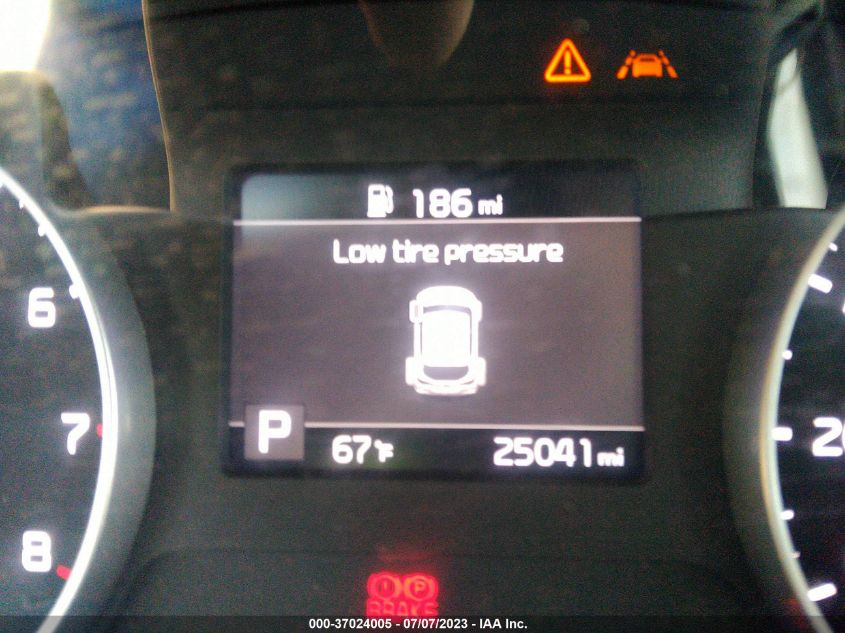 186 mi
Low tire pressure
6
7
8
20
P
67°F
25041 mi
BRAKE
000-37024005 - 07/07/2023 - IAA Inc.